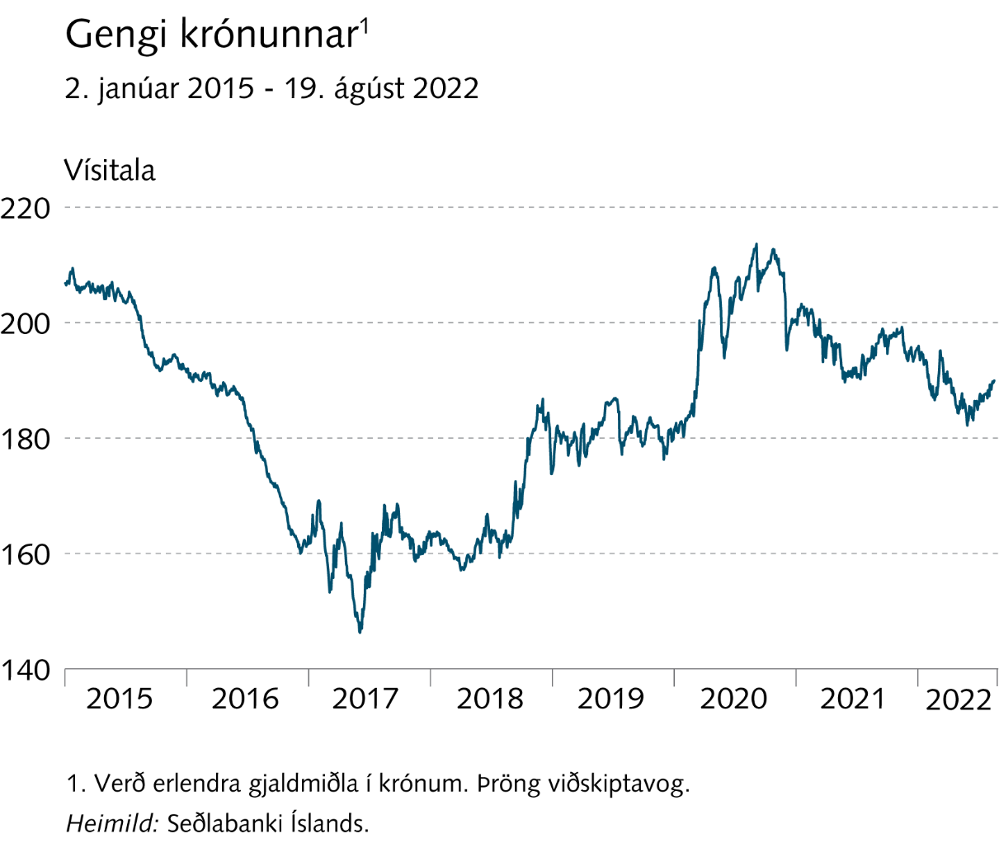 Gengi krónunnar¹
2. janúar 2015 - 19. ágúst 2022
Vísitala
220
200
180
160
140
2015 2016 2017 2018 2019 2020 2021 2022
1. Verð erlendra gjaldmiðla í krónum. Þröng viðskiptavog.
Heimild: Seðlabanki Íslands.